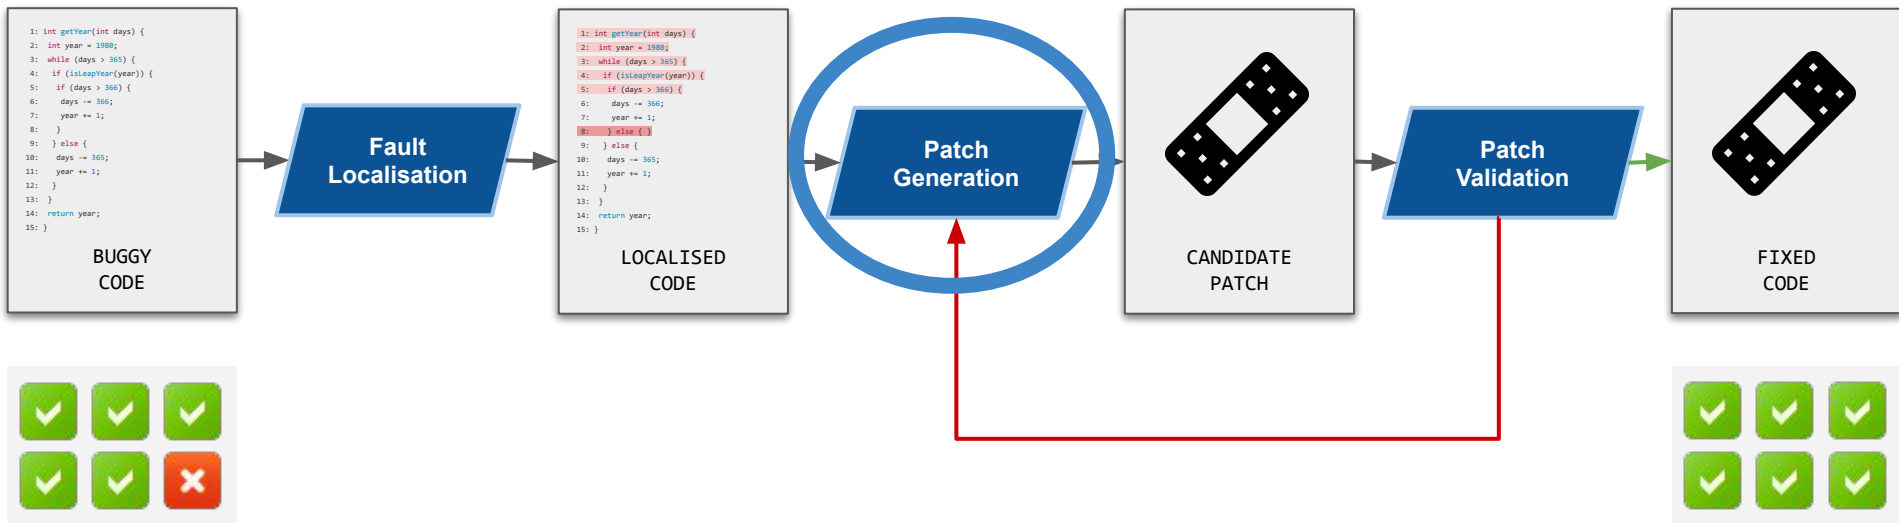 1: int getYear(int days) {
2: int year = 1980;
3: while (days > 365) {
4: if (isLeapYear(year)) {
5: if (days > 366) {
6: days -= 366;
7: year += 1;
8: }
9: } else {
10: days -= 365;
11: year += 1;
12: }
13: }
14: return year;
15: }
BUGGY
CODE
Fault
Localisation
1: int getYear(int days) {
2: int year = 1980;
3: while (days > 365) {
4: if (isLeapYear(year)) {
5: if (days > 366) {
6: days -= 366;
7: year += 1;
8: } else { }
9: } else {
10: days -= 365;
11: year += 1;
12: }
13: }
14: return year;
15: }
LOCALISED
CODE
Patch
Generation
CANDIDATE
PATCH
Patch
Validation
FIXED
CODE